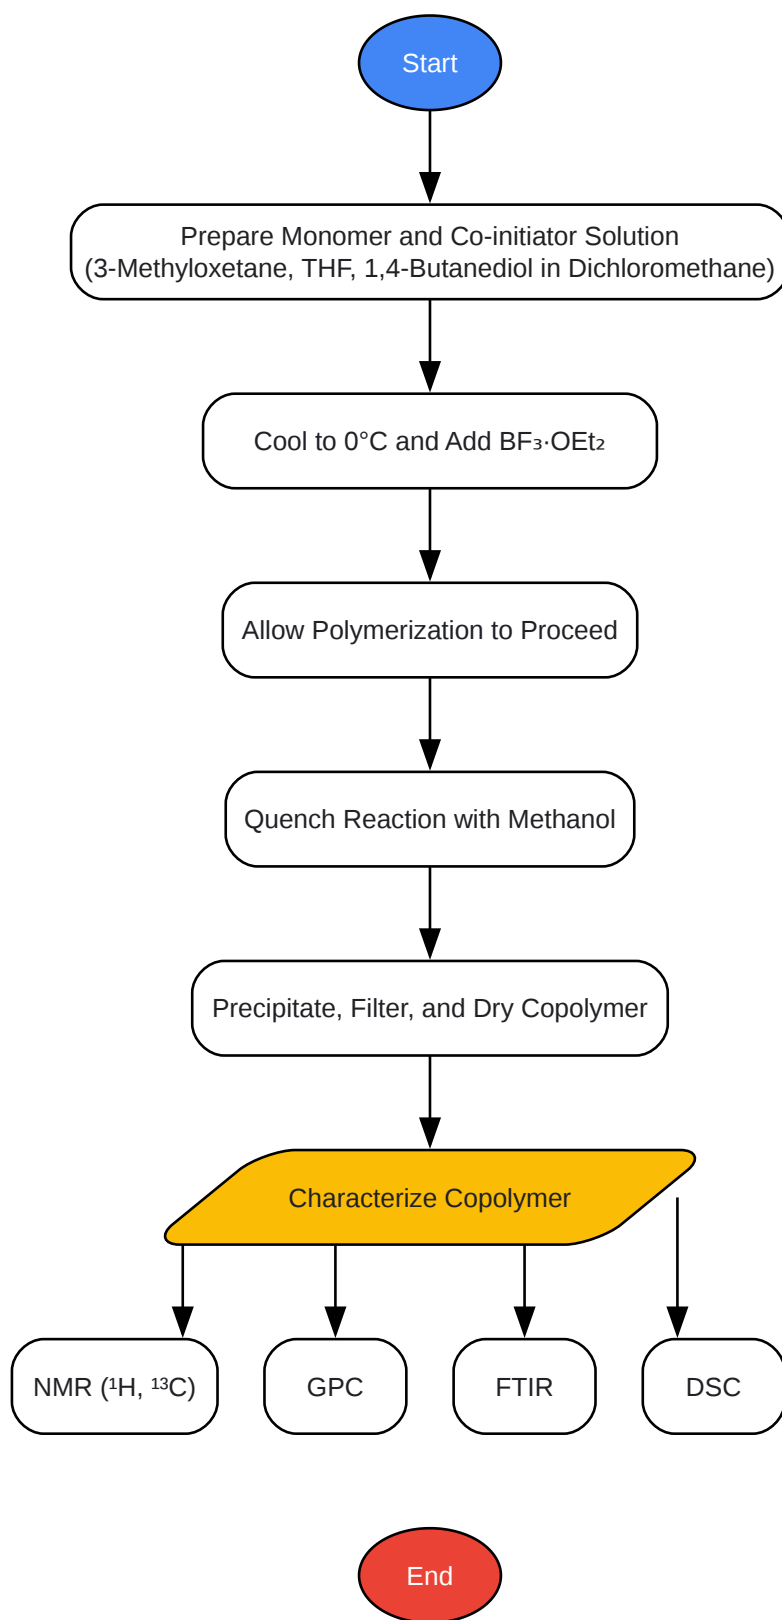 Start
Prepare Monomer and Co-initiator Solution
(3-Methyloxetane, THF, 1,4-Butanediol in Dichloromethane)
Cool to 0°C and Add BF₃·OEt₂
Allow Polymerization to Proceed
Quench Reaction with Methanol
Precipitate, Filter, and Dry Copolymer
Characterize Copolymer
NMR (¹H, ¹³C)
GPC
FTIR
DSC
End